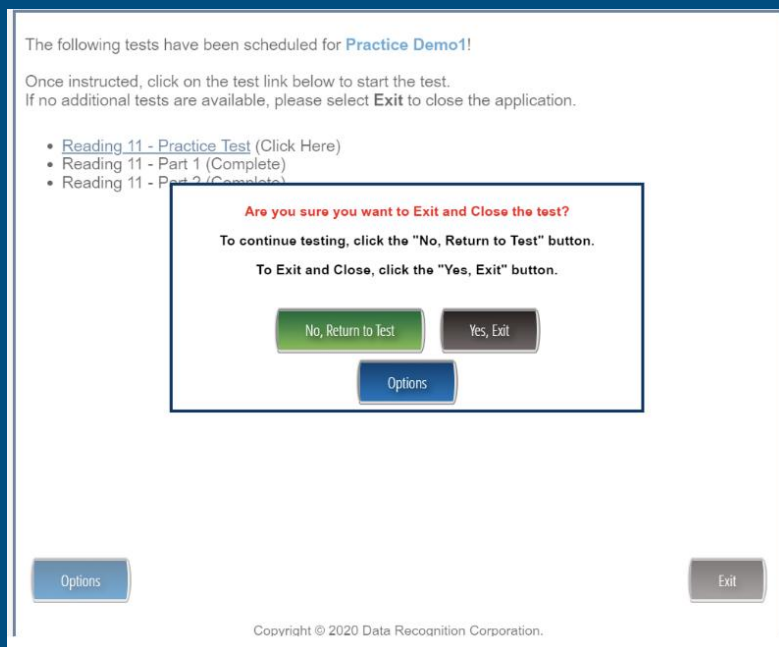 The following tests have been scheduled for Practice Demo1!
Once instructed, click on the test link below to start the test.
If no additional tests are available, please select Exit to close the application.
• Reading 11 - Practice Test (Click Here)
• Reading 11 - Part 1 (Complete)
• Reading 11 - Part 2 (Complete)
Are you sure you want to Exit and Close the test?
To continue testing, click the "No, Return to Test" button.
To Exit and Close, click the "Yes, Exit" button.
No, Return to Test
Yes, Exit
Options
Options
Exit
Copyright © 2020 Data Recognition Corporation.